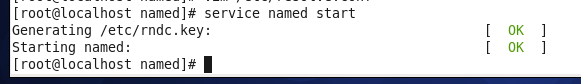 [root@localhost named]# service named start
Generating /etc/rndc.key: [ OK ]
Starting named: [ OK ]
[root@localhost named]#